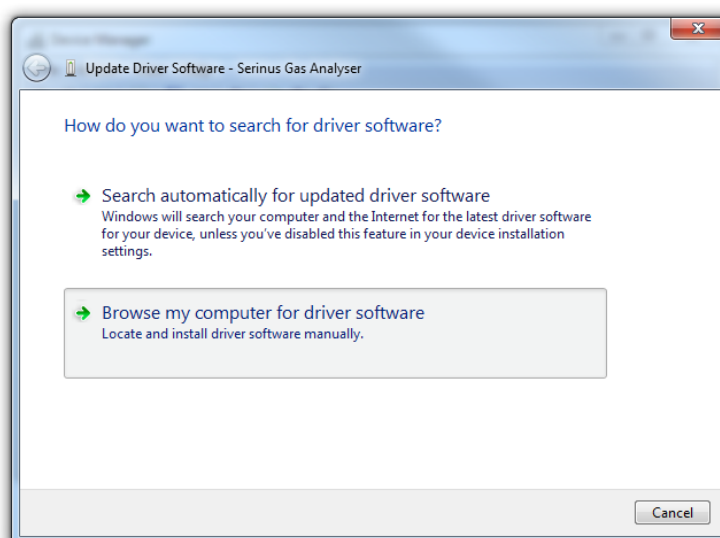 Device Manager
Update Driver Software - Serinus Gas Analyser
How do you want to search for driver software?
Search automatically for updated driver software
Windows will search your computer and the Internet for the latest driver software
for your device, unless you've disabled this feature in your device installation
settings.
Browse my computer for driver software
Locate and install driver software manually.
Cancel